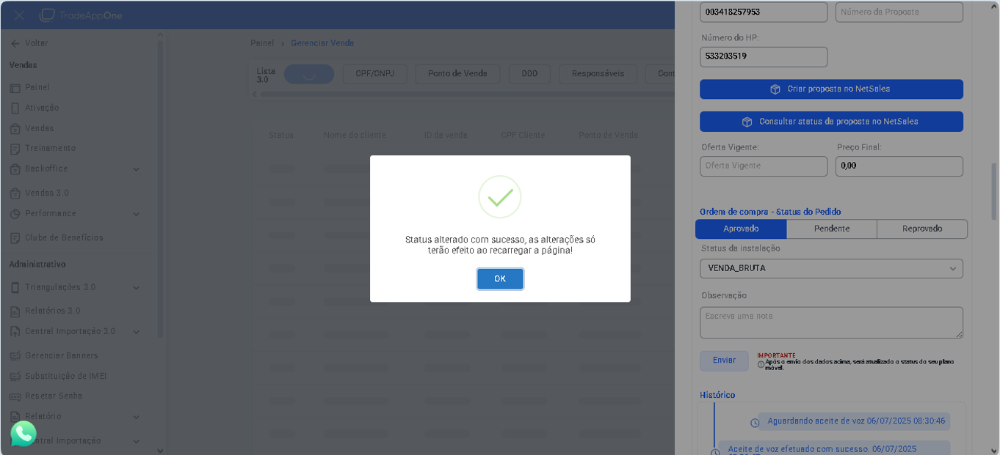 TradeAppOne
Voltar
Vendas
Painel
Ativação
Vendas
Treinamento
Backoffice
Vendas 3.0
Performance
Clube de Benefícios
Administrativo
Triangulações 3.0
Relatórios 3.0
Central Importação 3.0
Gerenciar Banners
Substituição de IMEI
Resetar Senha
Relatório
Central Importação
Painel > Gerenciar Venda
Lista 3.0
CPF/CNPJ
Ponto de Venda
DDD
Responsáveis
Cont
Status
Nome do cliente
ID da venda
CPF Cliente
Ponto de Venda
Status alterado com sucesso, as alterações só
terão efeito ao recarregar a página!
OK
003418257953
Número da Proposta
Número do HP:
533203519
Criar proposta no NetSales
Consultar status da proposta no NetSales
Oferta Vigente:
Preço Final:
Oferta Vigente
0,00
Ordem de compra - Status do Pedido
Aprovado
Pendente
Reprovado
Status da instalação
VENDA_BRUTA
Observação
Escreva uma nota
Enviar
IMPORTANTE
Após o envio dos dados acima, será atualizado o status do seu plano
móvel.
Histórico
Aguardando aceite de voz 06/07/2025 08:30:46
Aceite de voz efetuado com sucesso. 06/07/2025